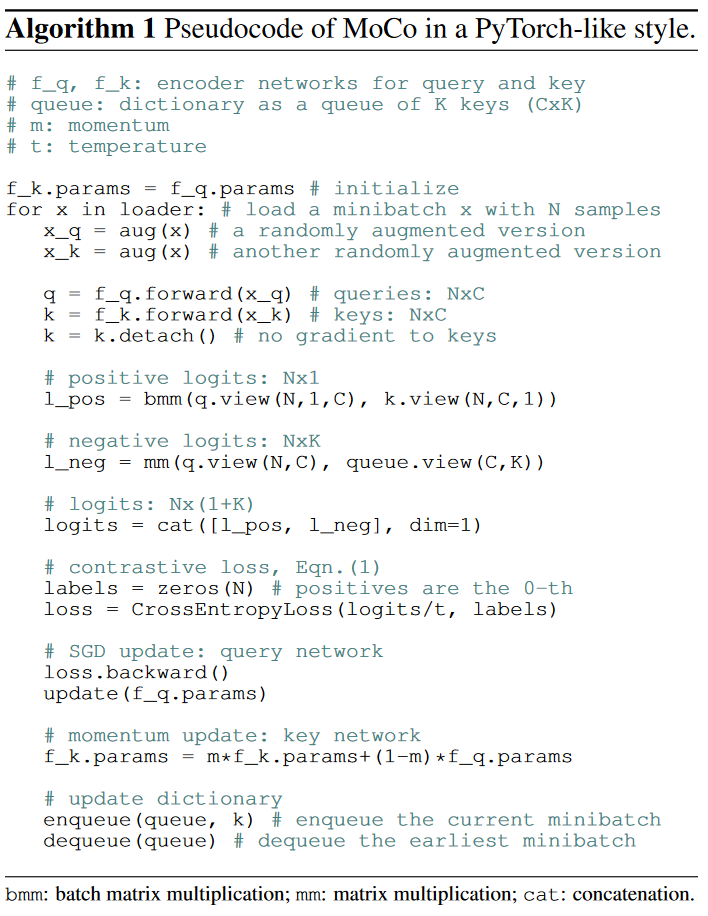 Algorithm 1 Pseudocode of MoCo in a PyTorch-like style.
# f_q, f_k: encoder networks for query and key
# queue: dictionary as a queue of K keys (CxK)
# m: momentum
# t: temperature
f_k.params = f_q.params # initialize
for x in loader: # load a minibatch x with N samples
x_q = aug(x) # a randomly augmented version
x_k = aug(x) # another randomly augmented version
q = f_q.forward(x_q) # queries: NxC
k = f_k.forward(x_k) # keys: NxC
k = k.detach() # no gradient to keys
# positive logits: Nx1
l_pos = bmm(q.view(N,1,C), k.view(N,C,1))
# negative logits: NxK
l_neg = mm(q.view(N,C), queue.view(C,K))
# logits: Nx(1+K)
logits = cat([l_pos, l_neg], dim=1)
# contrastive loss, Eqn.(1)
labels = zeros(N) # positives are the 0-th
loss = CrossEntropyLoss(logits/t, labels)
# SGD update: query network
loss.backward()
update(f_q.params)
# momentum update: key network
f_k.params = m*f_k.params+(1-m)*f_q.params
# update dictionary
enqueue(queue, k) # enqueue the current minibatch
dequeue(queue) # dequeue the earliest minibatch
bmm: batch matrix multiplication; mm: matrix multiplication; cat: concatenation.